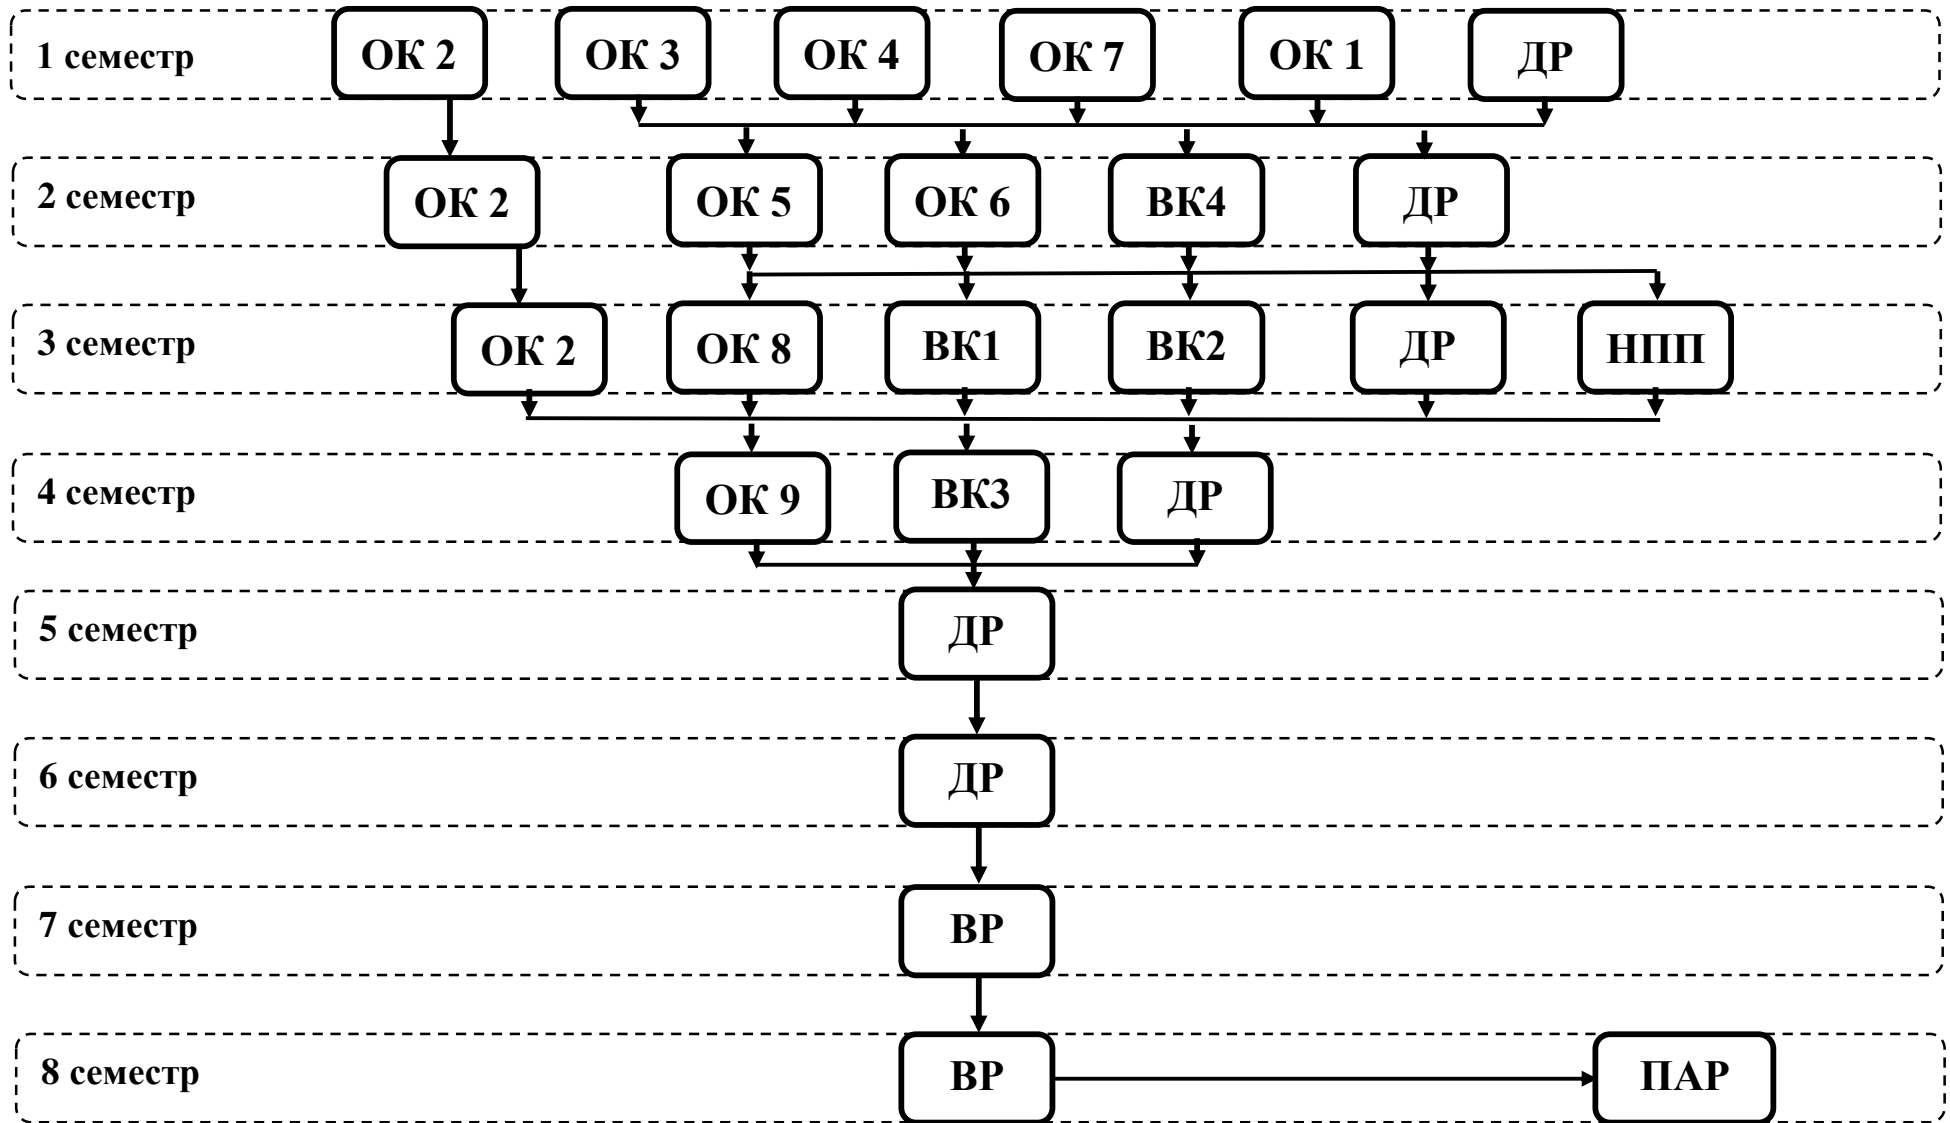 1 семестр ОК 2 ОК 3 ОК 4 ОК 7 ОК 1 ДР
2 семестр ОК 2 ОК 5 ОК 6 ВК4 ДР
3 семестр ОК 2 ОК 8 ВК1 ВК2 ДР НПП
4 семестр ОК 9 ВК3 ДР
5 семестр ДР
6 семестр ДР
7 семестр ВР
8 семестр ВР ПАР